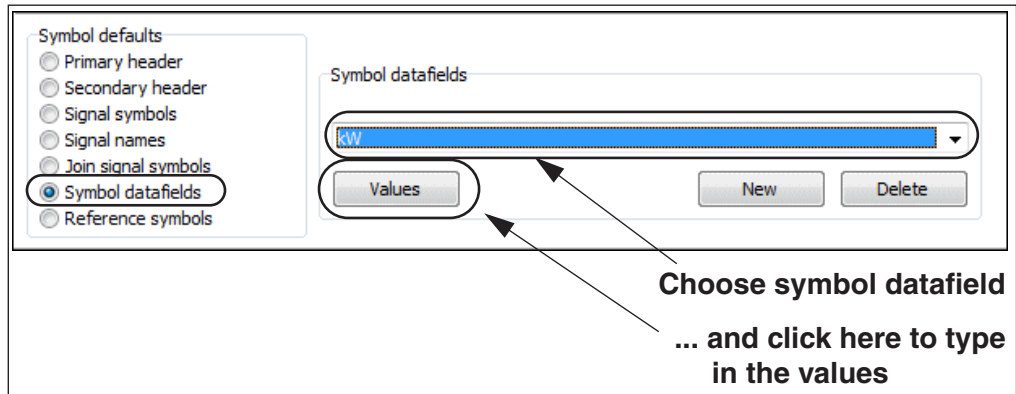 Symbol defaults
Primary header
Secondary header
Signal symbols
Signal names
Join signal symbols
Symbol datafields
Reference symbols
Symbol datafields
kW
Values
New
Delete
Choose symbol datafield
... and click here to type
in the values